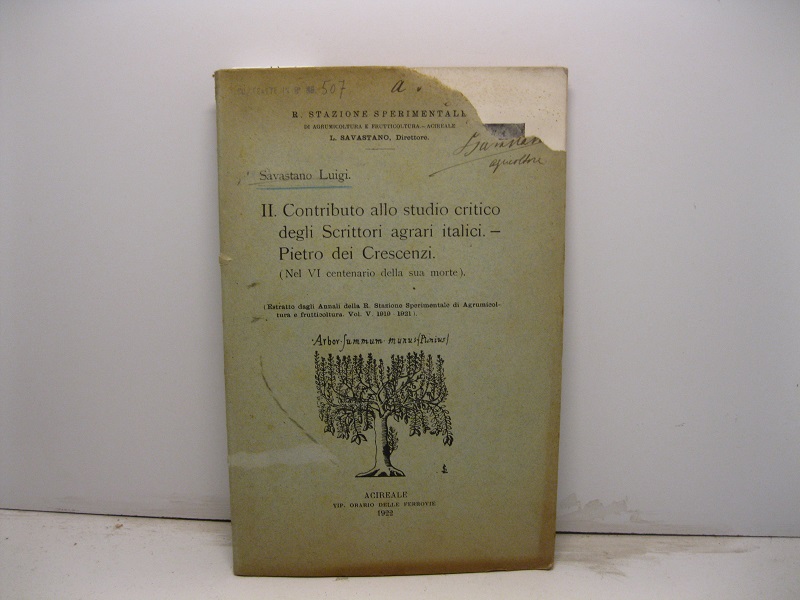 507 a.
R. STAZIONE SPERIMENTALE
DI AGRUMICOLTURA E FRUTTICOLTURA - ACIREALE
L. SAVASTANO, Direttore.
agricoltore
Savastano Luigi.
II. Contributo allo studio critico
degli Scrittori agrari italici. —
Pietro dei Crescenzi.
(Nel VI centenario della sua morte).
(Estratto dagli Annali della R. Stazione Sperimentale di Agrumicol-
tura e frutticoltura. Vol. V. 1919-1921).
·Arbor·summum·munus·(Plinius)
ACIREALE
TIP. ORARIO DELLE FERROVIE
1922